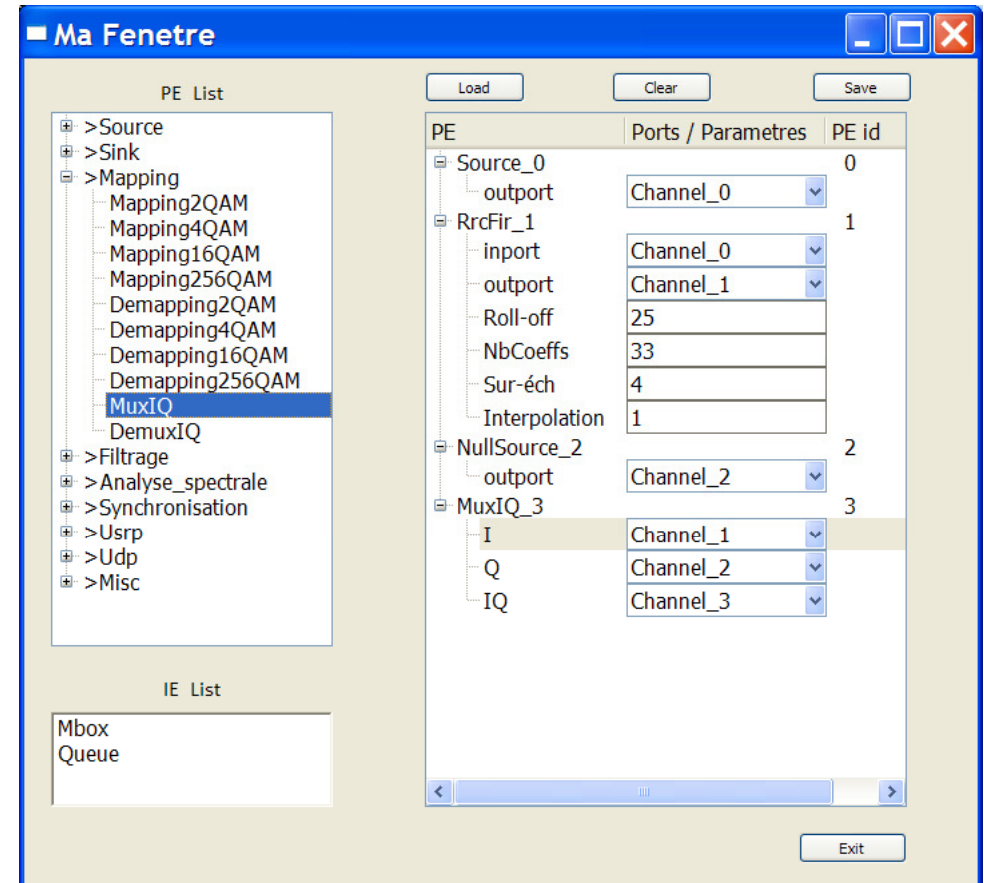 Ma Fenetre
PE List
>Source
>Sink
>Mapping
Mapping2QAM
Mapping4QAM
Mapping16QAM
Mapping256QAM
Demapping2QAM
Demapping4QAM
Demapping16QAM
Demapping256QAM
MuxIQ
DemuxIQ
>Filtrage
>Analyse_spectrale
>Synchronisation
>Usrp
>Udp
>Misc
IE List
Mbox
Queue
Load Clear Save
PE Ports / Parametres PE id
Source_0 0
outport Channel_0
RrcFir_1 1
inport Channel_0
outport Channel_1
Roll-off 25
NbCoeffs 33
Sur-éch 4
Interpolation 1
NullSource_2 2
outport Channel_2
MuxIQ_3 3
I Channel_1
Q Channel_2
IQ Channel_3
Exit